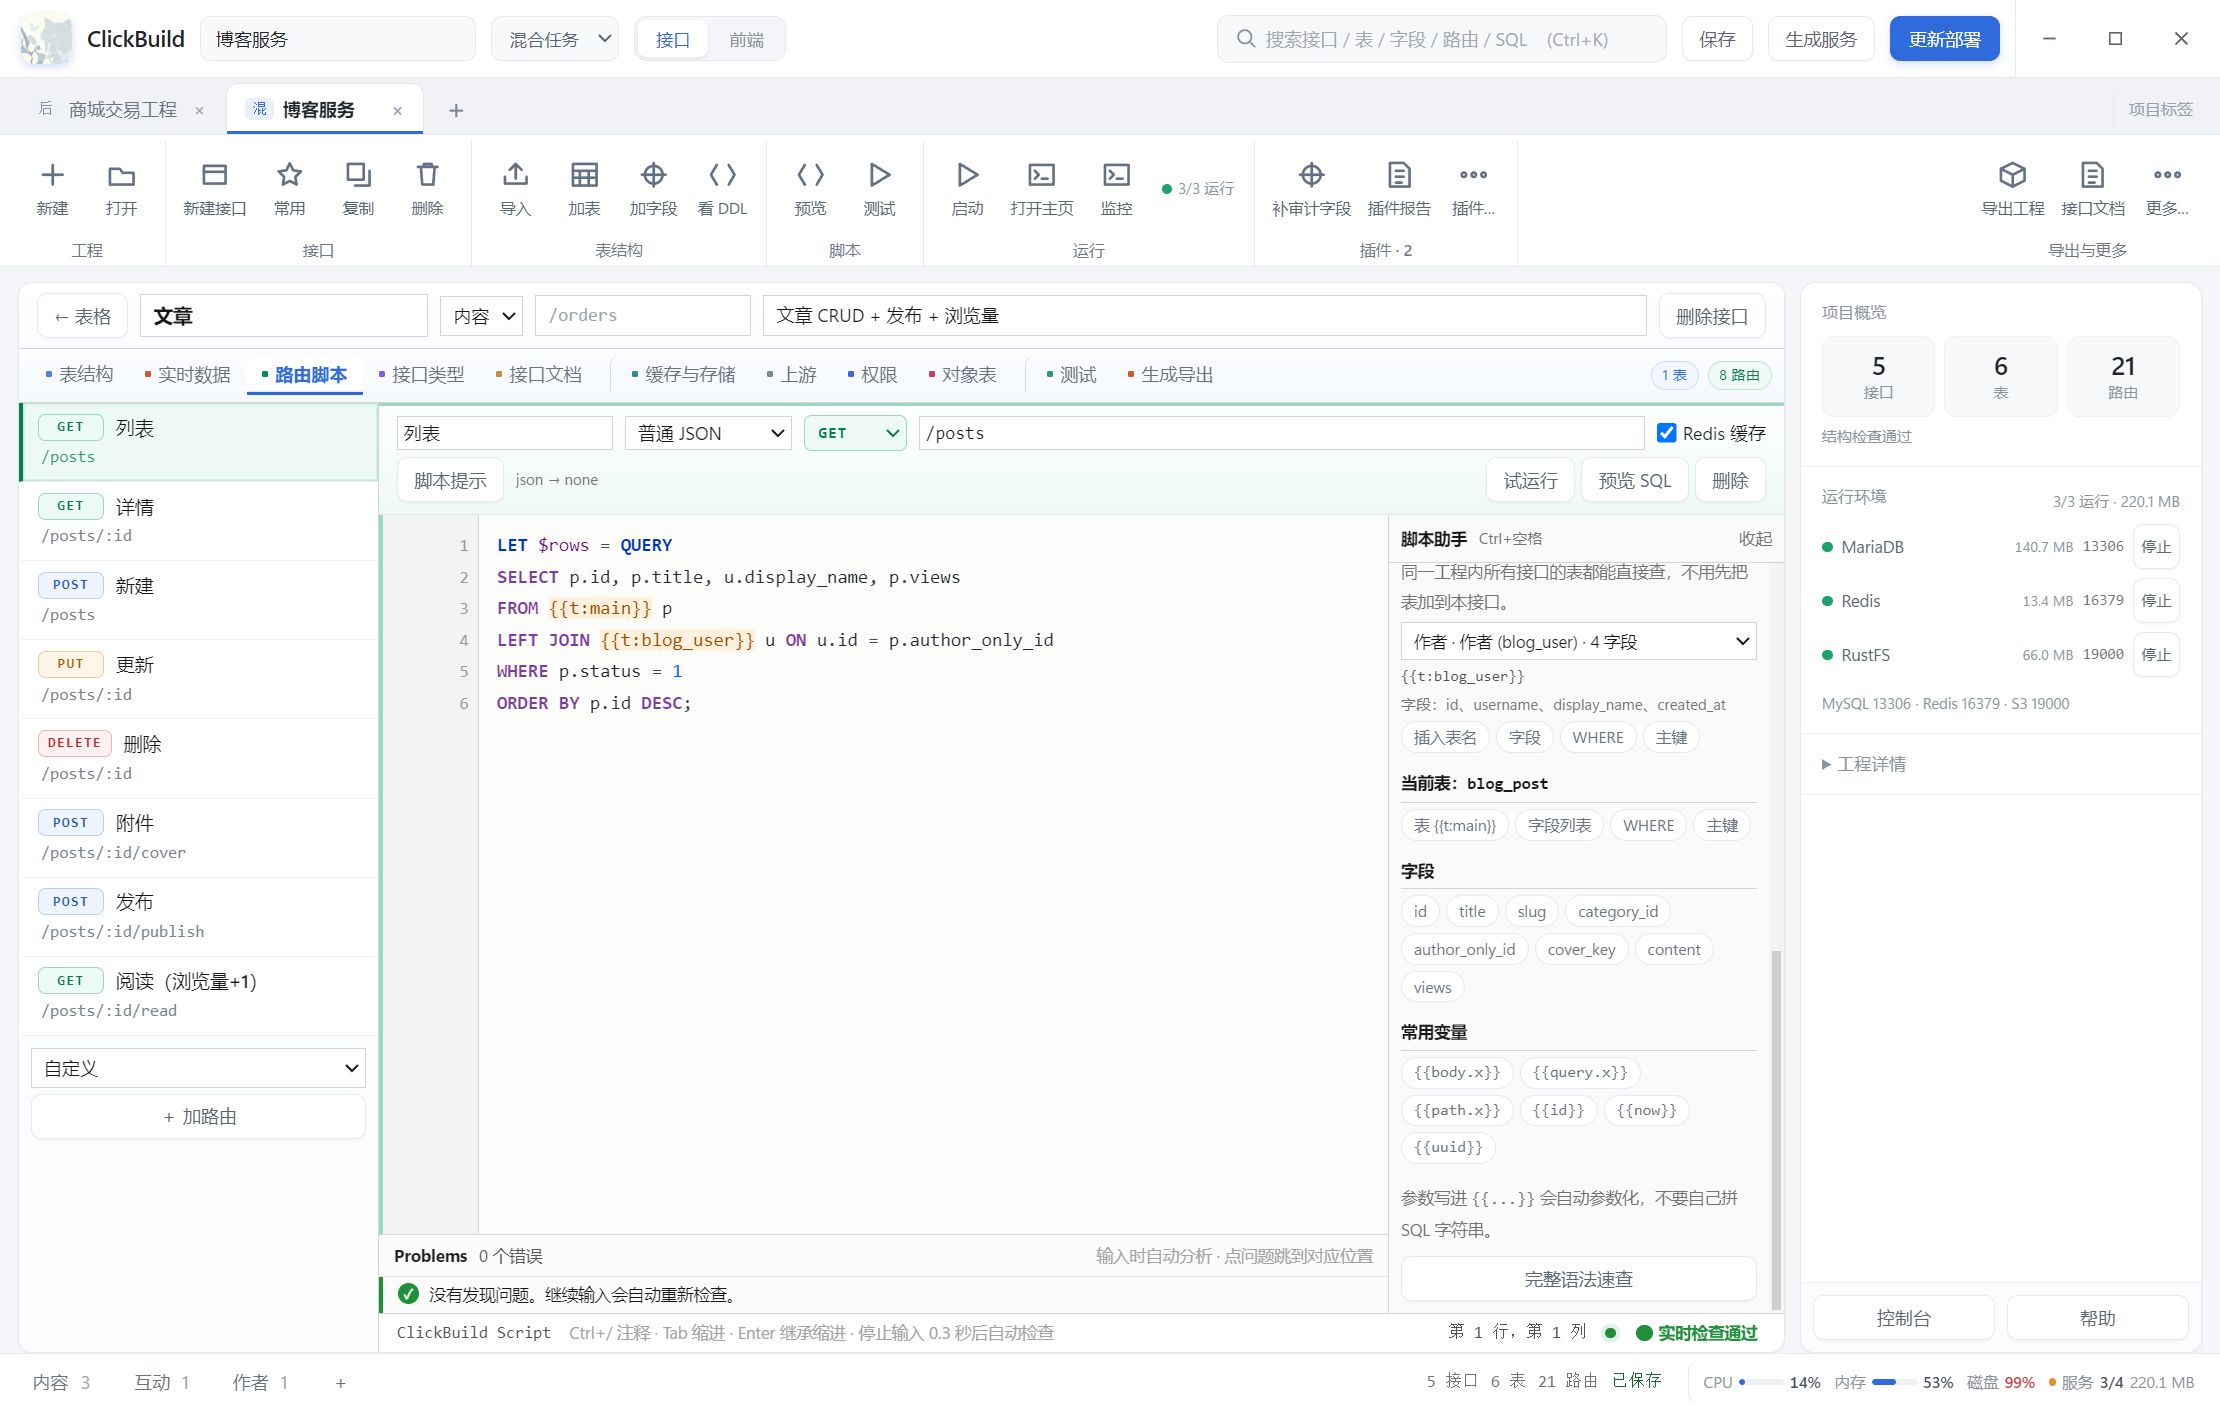 ClickBuild 博客服务 混合任务 接口 前端 搜索接口 / 表 / 字段 / 路由 / SQL (Ctrl+K) 保存 生成服务 更新部署
后 商城交易工程 × 混 博客服务 × + 项目标签
新建 打开 新建接口 常用 复制 删除 导入 加表 加字段 看 DDL 预览 测试 启动 打开主页 监控 3/3 运行 补审计字段 插件报告 插件... 导出工程 接口文档 更多...
工程 接口 表结构 脚本 运行 插件 · 2 导出与更多
← 表格 文章 内容 /orders 文章 CRUD + 发布 + 浏览量 删除接口
表结构 实时数据 路由脚本 接口类型 接口文档 缓存与存储 上游 权限 对象表 测试 生成导出 1 表 8 路由
GET 列表
/posts
GET 详情
/posts/:id
POST 新建
/posts
PUT 更新
/posts/:id
DELETE 删除
/posts/:id
POST 附件
/posts/:id/cover
POST 发布
/posts/:id/publish
GET 阅读（浏览量+1）
/posts/:id/read
自定义
+ 加路由
列表 普通 JSON GET /posts Redis 缓存
脚本提示 json → none 试运行 预览 SQL 删除
1 LET $rows = QUERY
2 SELECT p.id, p.title, u.display_name, p.views
3 FROM {{t:main}} p
4 LEFT JOIN {{t:blog_user}} u ON u.id = p.author_only_id
5 WHERE p.status = 1
6 ORDER BY p.id DESC;
脚本助手 Ctrl+空格 收起
同一工程内所有接口的表都能直接查，不用先把
表加到本接口。
作者 · 作者 (blog_user) · 4 字段
{{t:blog_user}}
字段：id、username、display_name、created_at
插入表名 字段 WHERE 主键
当前表：blog_post
表 {{t:main}} 字段列表 WHERE 主键
字段
id title slug category_id
author_only_id cover_key content
views
常用变量
{{body.x}} {{query.x}}
{{path.x}} {{id}} {{now}}
{{uuid}}
参数写进 {{...}} 会自动参数化，不要自己拼
SQL 字符串。
完整语法速查
Problems 0 个错误 输入时自动分析 · 点问题跳到对应位置
没有发现问题。继续输入会自动重新检查。
ClickBuild Script Ctrl+/ 注释 · Tab 缩进 · Enter 继承缩进 · 停止输入 0.3 秒后自动检查 第 1 行，第 1 列 实时检查通过
项目概览
5 6 21
接口 表 路由
结构检查通过
运行环境 3/3 运行 · 220.1 MB
MariaDB 140.7 MB 13306 停止
Redis 13.4 MB 16379 停止
RustFS 66.0 MB 19000 停止
MySQL 13306 · Redis 16379 · S3 19000
▶ 工程详情
控制台 帮助
内容 3 互动 1 作者 1 + 5 接口 6 表 21 路由 已保存 CPU 14% 内存 53% 磁盘 99% 服务 3/4 220.1 MB